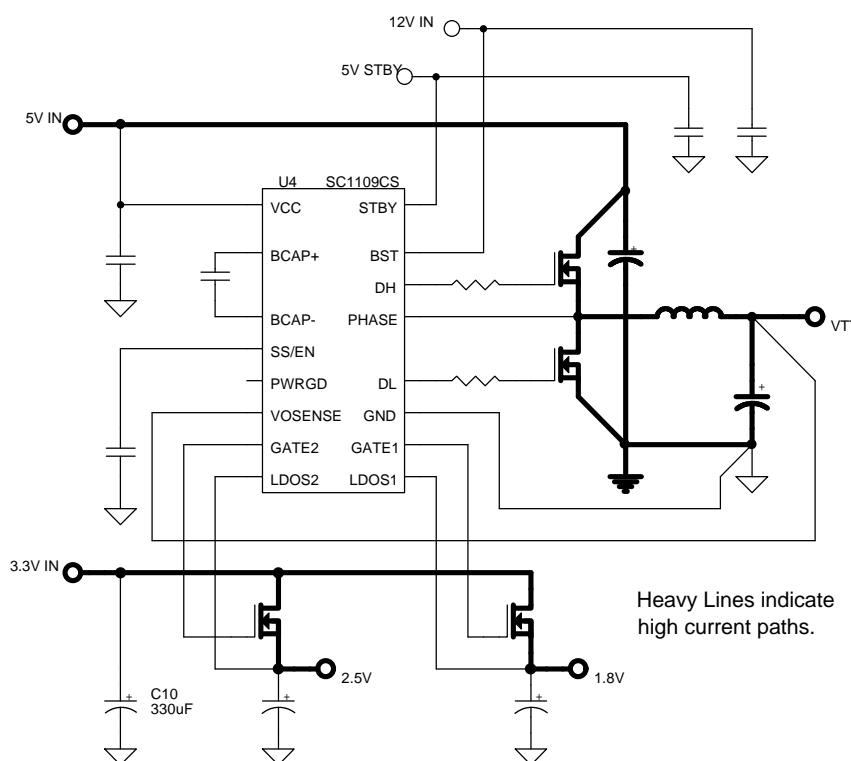 12V IN
5V STBY
5V IN
U4 SC1109CS
VCC STBY
BCAP+ BST
DH
BCAP- PHASE
VT
SS/EN
PWRGD DL
VOSENSE GND
GATE2 GATE1
LDOS2 LDOS1
3.3V IN
Heavy Lines indicate
high current paths.
2.5V
1.8V
C10
330uF
+
+
+
+
+